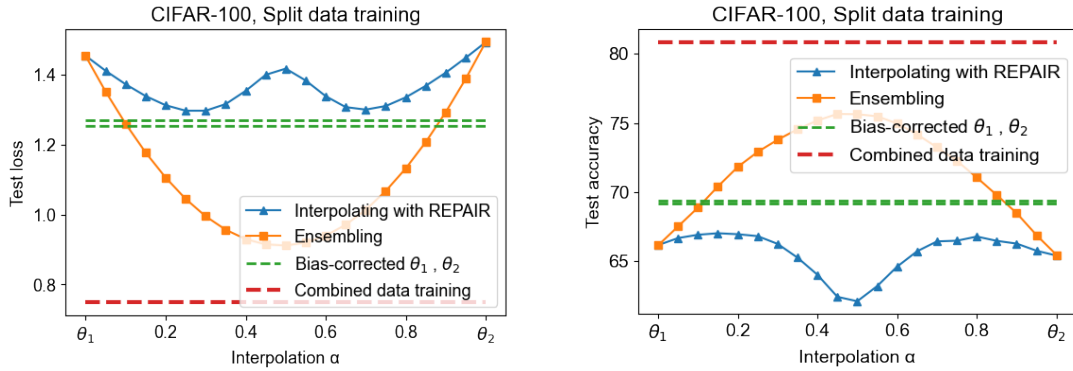 CIFAR-100, Split data training
1.4
1.2
1.0
0.8
Test loss
Interpolating with REPAIR
Ensembling
Bias-corrected θ1 , θ2
Combined data training
θ1 0.2 0.4 0.6 0.8 θ2
Interpolation α
CIFAR-100, Split data training
80
75
70
65
Test accuracy
Interpolating with REPAIR
Ensembling
Bias-corrected θ1 , θ2
Combined data training
θ1 0.2 0.4 0.6 0.8 θ2
Interpolation α